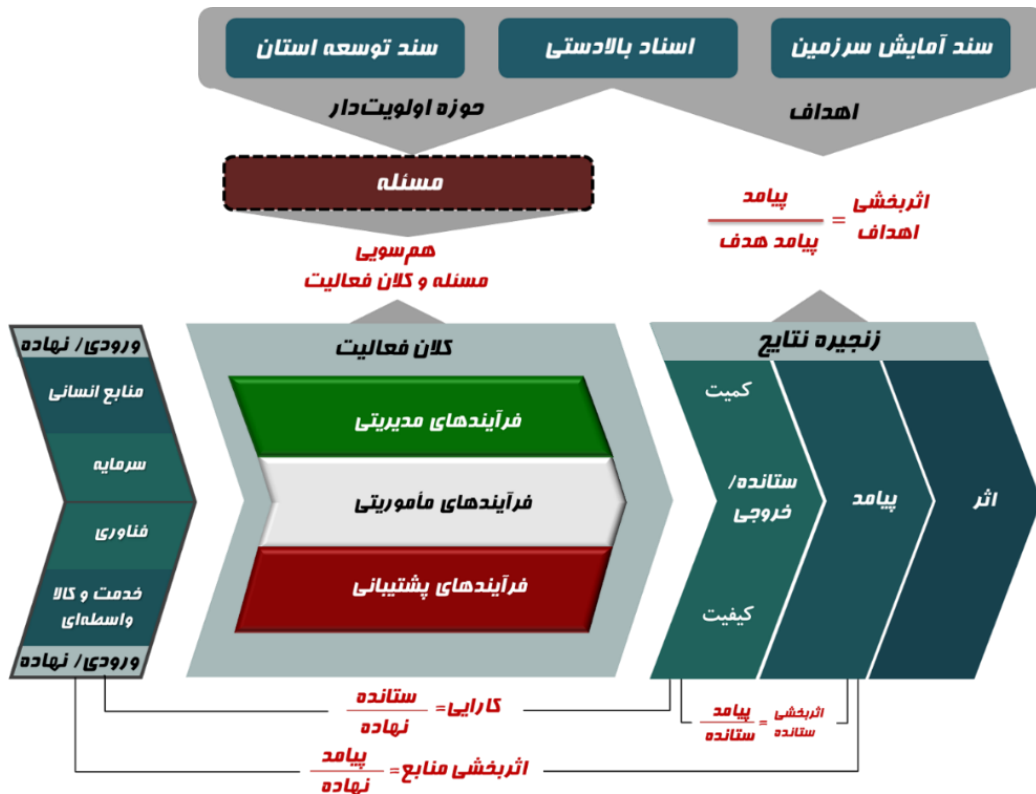 سند آمایش سرزمین
اسناد بالادستی
سند توسعه استان
اهداف
حوزه اولویت‌دار
مسئله
هم‌سویی
مسئله و کلان فعالیت
اثربخشی اهداف = پیامد / پیامد هدف
ورودی/ نهاده
منابع انسانی
سرمایه
فناوری
خدمت و کالا
واسطه‌ای
ورودی/ نهاده
کلان فعالیت
فرآیندهای مدیریتی
فرآیندهای مأموریتی
فرآیندهای پشتیبانی
زنجیره نتایج
کمیت
ستانده/
خروجی
کیفیت
پیامد
اثر
کارایی= ستانده / نهاده
اثربخشی ستانده = پیامد / ستانده
اثربخشی منابع= پیامد / نهاده